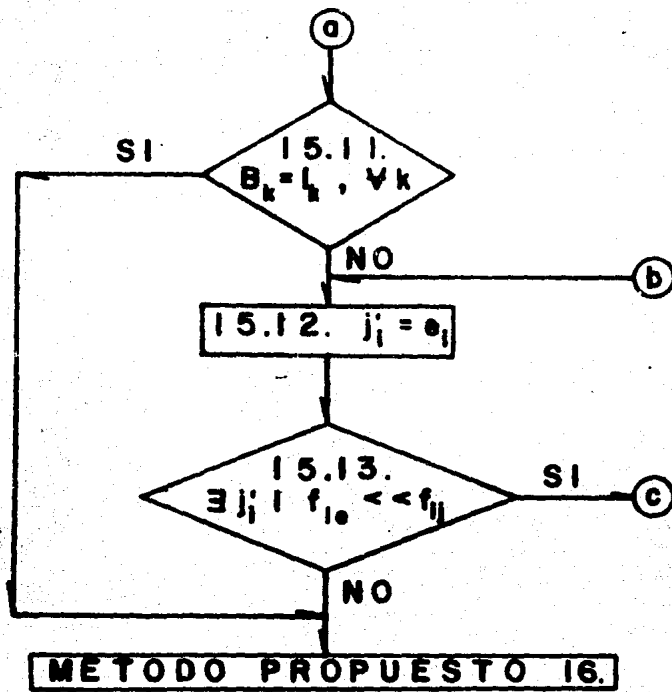 a
15.11.
SI
B_k = I_k , ∀ k
NO
b
15.12. j'_i = e_i
15.13.
SI
∃ j'_i | f_ie << f_ij
c
NO
METODO PROPUESTO 16.